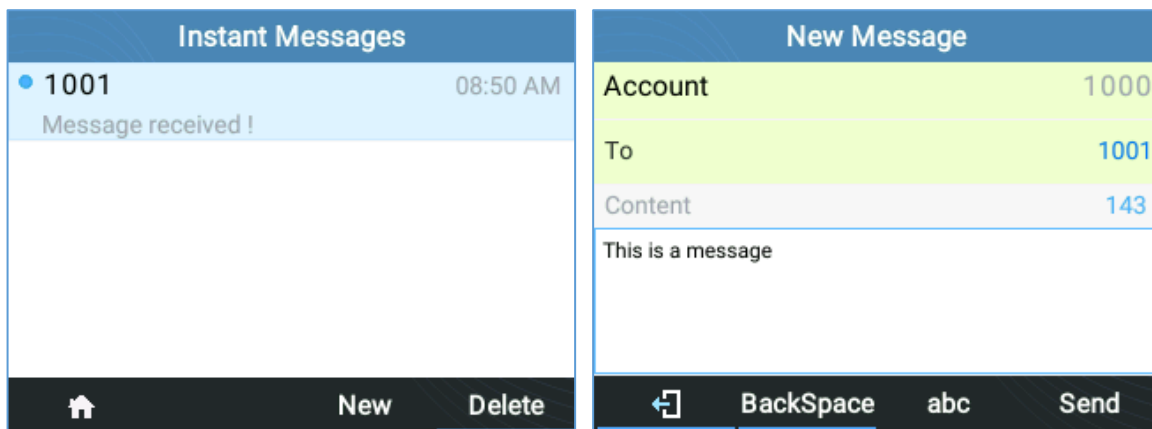 Instant Messages
1001 08:50 AM
Message received !
New Delete
New Message
Account 1000
To 1001
Content 143
This is a message
BackSpace abc Send